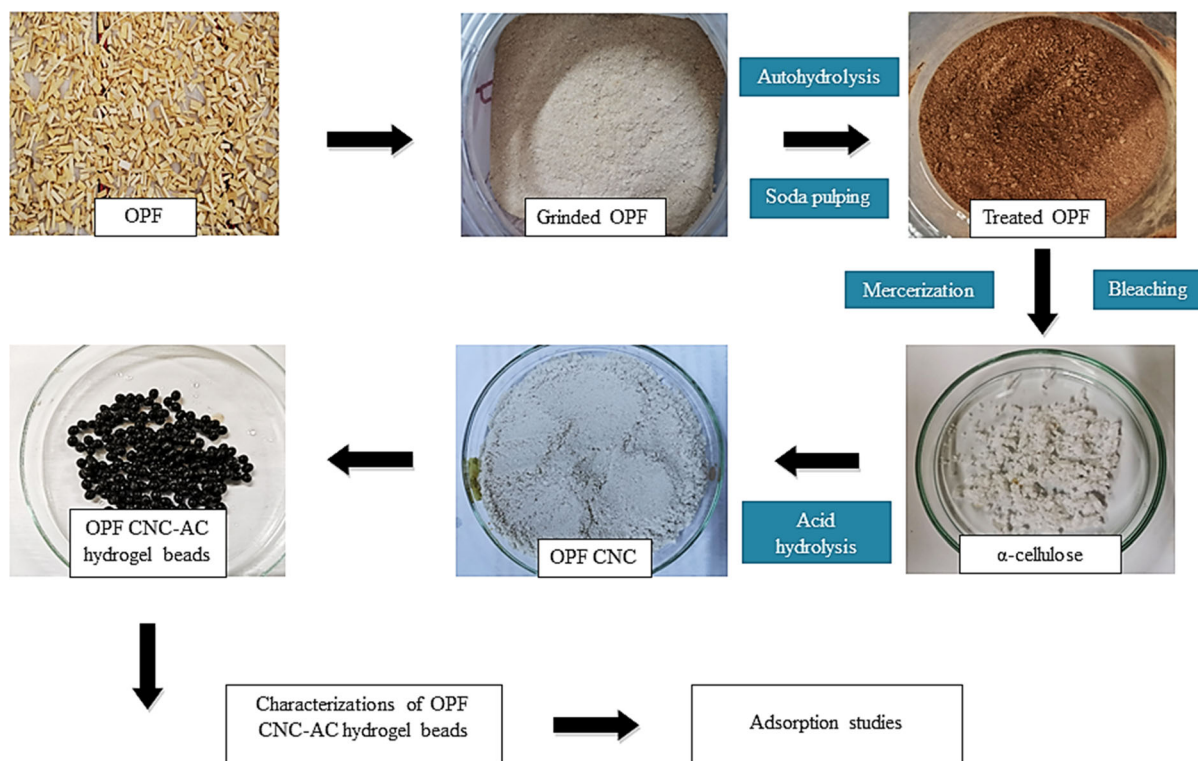 OPF
Grinded OPF
Autohydrolysis
Soda pulping
Treated OPF
Mercerization
Bleaching
OPF CNC-AC
hydrogel beads
OPF CNC
Acid
hydrolysis
α-cellulose
Characterizations of OPF
CNC-AC hydrogel beads
Adsorption studies